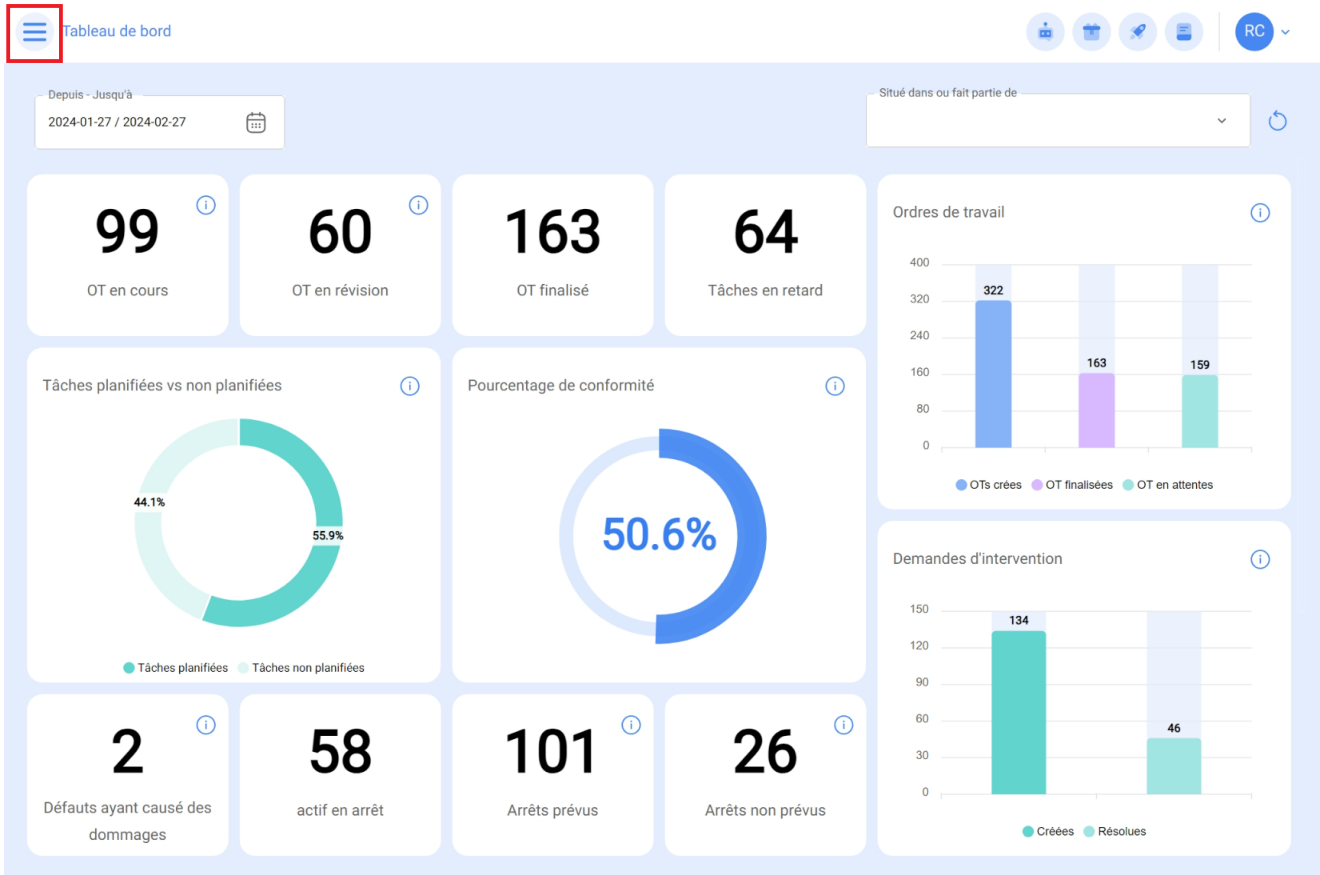 Tableau de bord
RC
Depuis - Jusqu'à
2024-01-27 / 2024-02-27
Situé dans ou fait partie de
99
OT en cours
60
OT en révision
163
OT finalisé
64
Tâches en retard
Ordres de travail
400
320
240
160
80
0
322
163
159
OTs crées
OT finalisées
OT en attentes
Tâches planifiées vs non planifiées
44.1%
55.9%
Tâches planifiées
Tâches non planifiées
Pourcentage de conformité
50.6%
Demandes d'intervention
150
120
90
60
30
0
134
46
Créées
Résolues
2
Défauts ayant causé des
dommages
58
actif en arrêt
101
Arrêts prévus
26
Arrêts non prévus